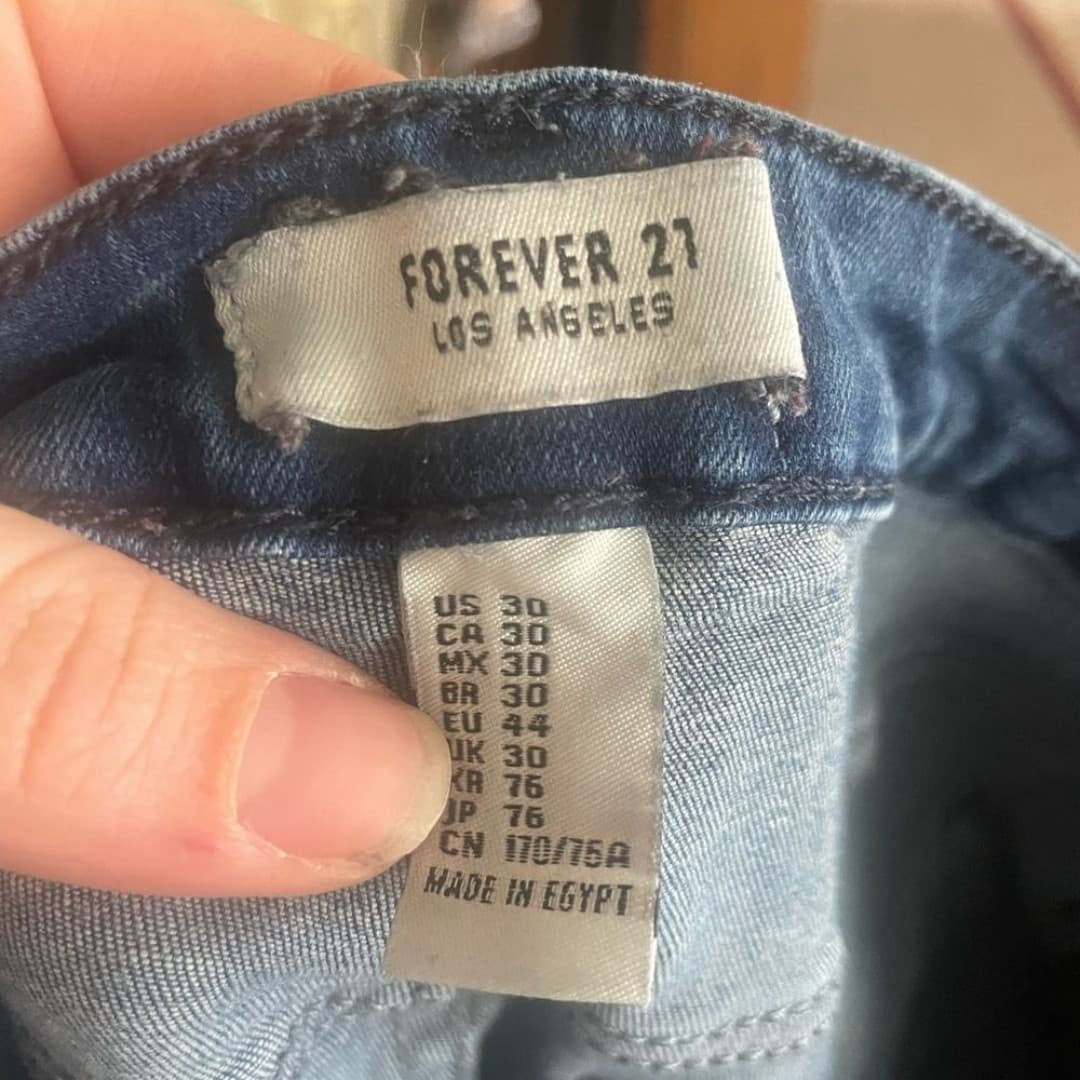 FOREVER 21
LOS ANGELES
US 30
CA 30
MX 30
BR 30
EU 44
UK 30
KR 76
JP 76
CN 170/76A
MADE IN EGYPT